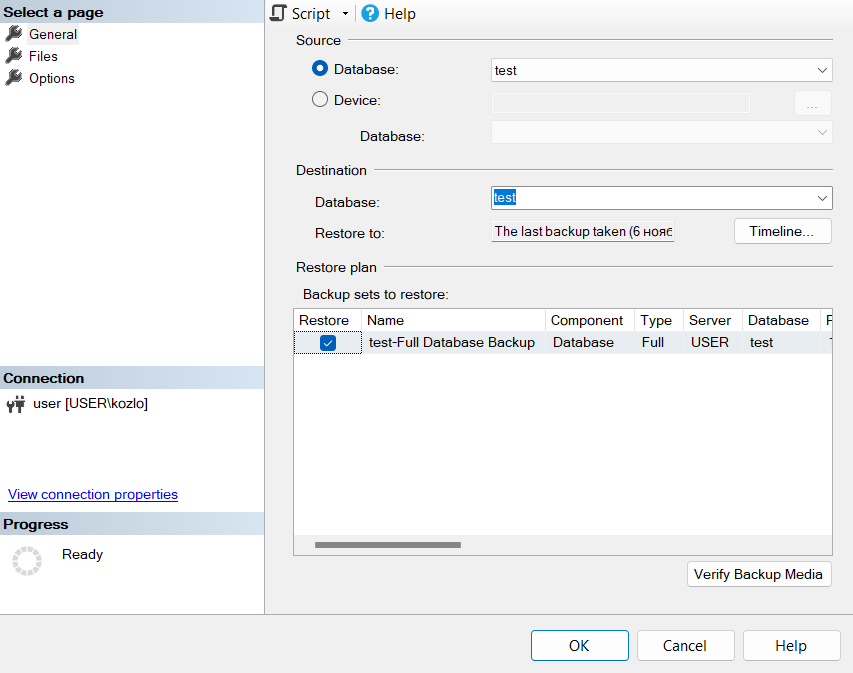 Select a page
General
Files
Options
Connection
user [USER\kozlo]
View connection properties
Progress
Ready
Script
Help
Source
Database:
test
Device:
...
Database:
Destination
Database:
test
Restore to:
The last backup taken (6 нояб
Timeline...
Restore plan
Backup sets to restore:
Restore Name Component Type Server Database
test-Full Database Backup Database Full USER test
Verify Backup Media
OK Cancel Help